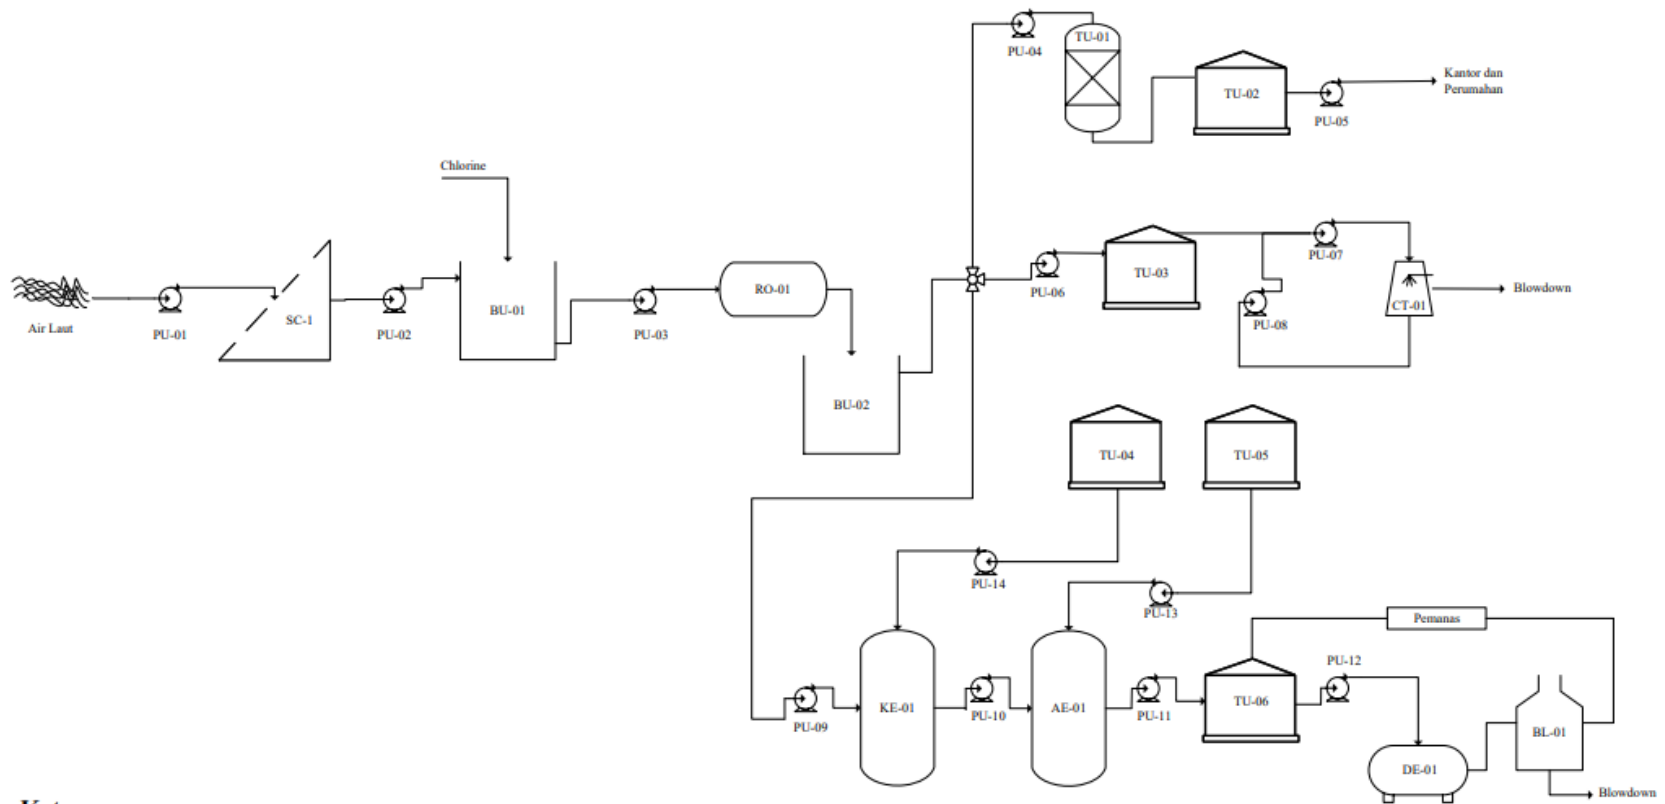 PU-04
TU-01
TU-02
PU-05
Kantor dan
Perumahan
Chlorine
Air Laut
PU-01
SC-1
PU-02
BU-01
PU-03
RO-01
BU-02
PU-06
TU-03
PU-07
PU-08
CT-01
Blowdown
TU-04
TU-05
PU-14
PU-13
Pemanas
PU-09
KE-01
PU-10
AE-01
PU-11
TU-06
PU-12
DE-01
BL-01
Blowdown